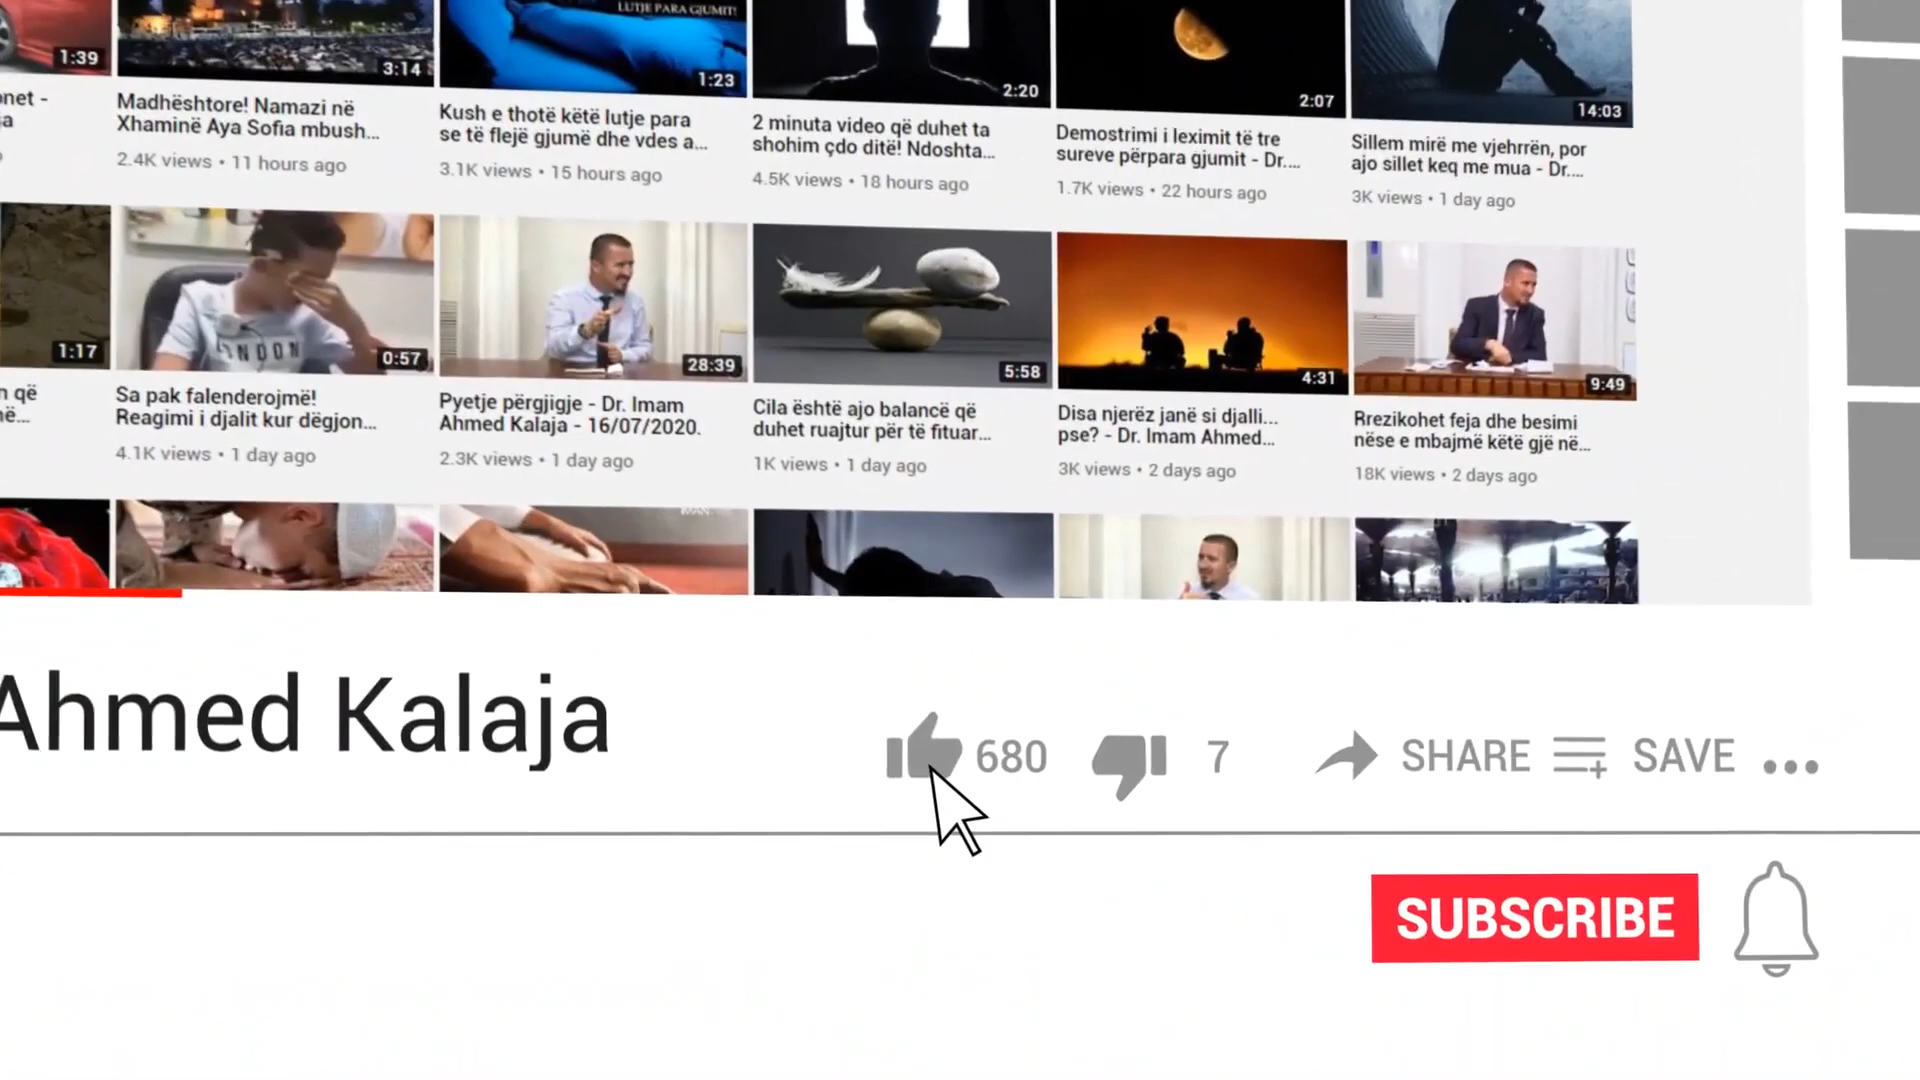 LUTJE PARA GJUMIT!
1:39
3:14
1:23
2:20
2:07
14:03
Madhështore! Namazi në
Xhaminë Aya Sofia mbush...
2.4K views • 11 hours ago
Kush e thotë këtë lutje para
se të flejë gjumë dhe vdes a...
3.1K views • 15 hours ago
2 minuta video që duhet ta
shohim çdo ditë! Ndoshta...
4.5K views • 18 hours ago
Demostrimi i leximit të tre
sureve përpara gjumit - Dr....
1.7K views • 22 hours ago
Sillem mirë me vjehrrën, por
ajo sillet keq me mua - Dr....
3K views • 1 day ago
1:17
0:57
28:39
5:58
4:31
9:49
Sa pak falenderojmë!
Reagimi i djalit kur dëgjon...
4.1K views • 1 day ago
Pyetje përgjigje - Dr. Imam
Ahmed Kalaja - 16/07/2020.
2.3K views • 1 day ago
Cila është ajo balancë që
duhet ruajtur për të fituar...
1K views • 1 day ago
Disa njerëz janë si djalli...
pse? - Dr. Imam Ahmed...
3K views • 2 days ago
Rrezikohet feja dhe besimi
nëse e mbajmë këtë gjë në...
18K views • 2 days ago
Ahmed Kalaja
680
7
SHARE
SAVE
SUBSCRIBE